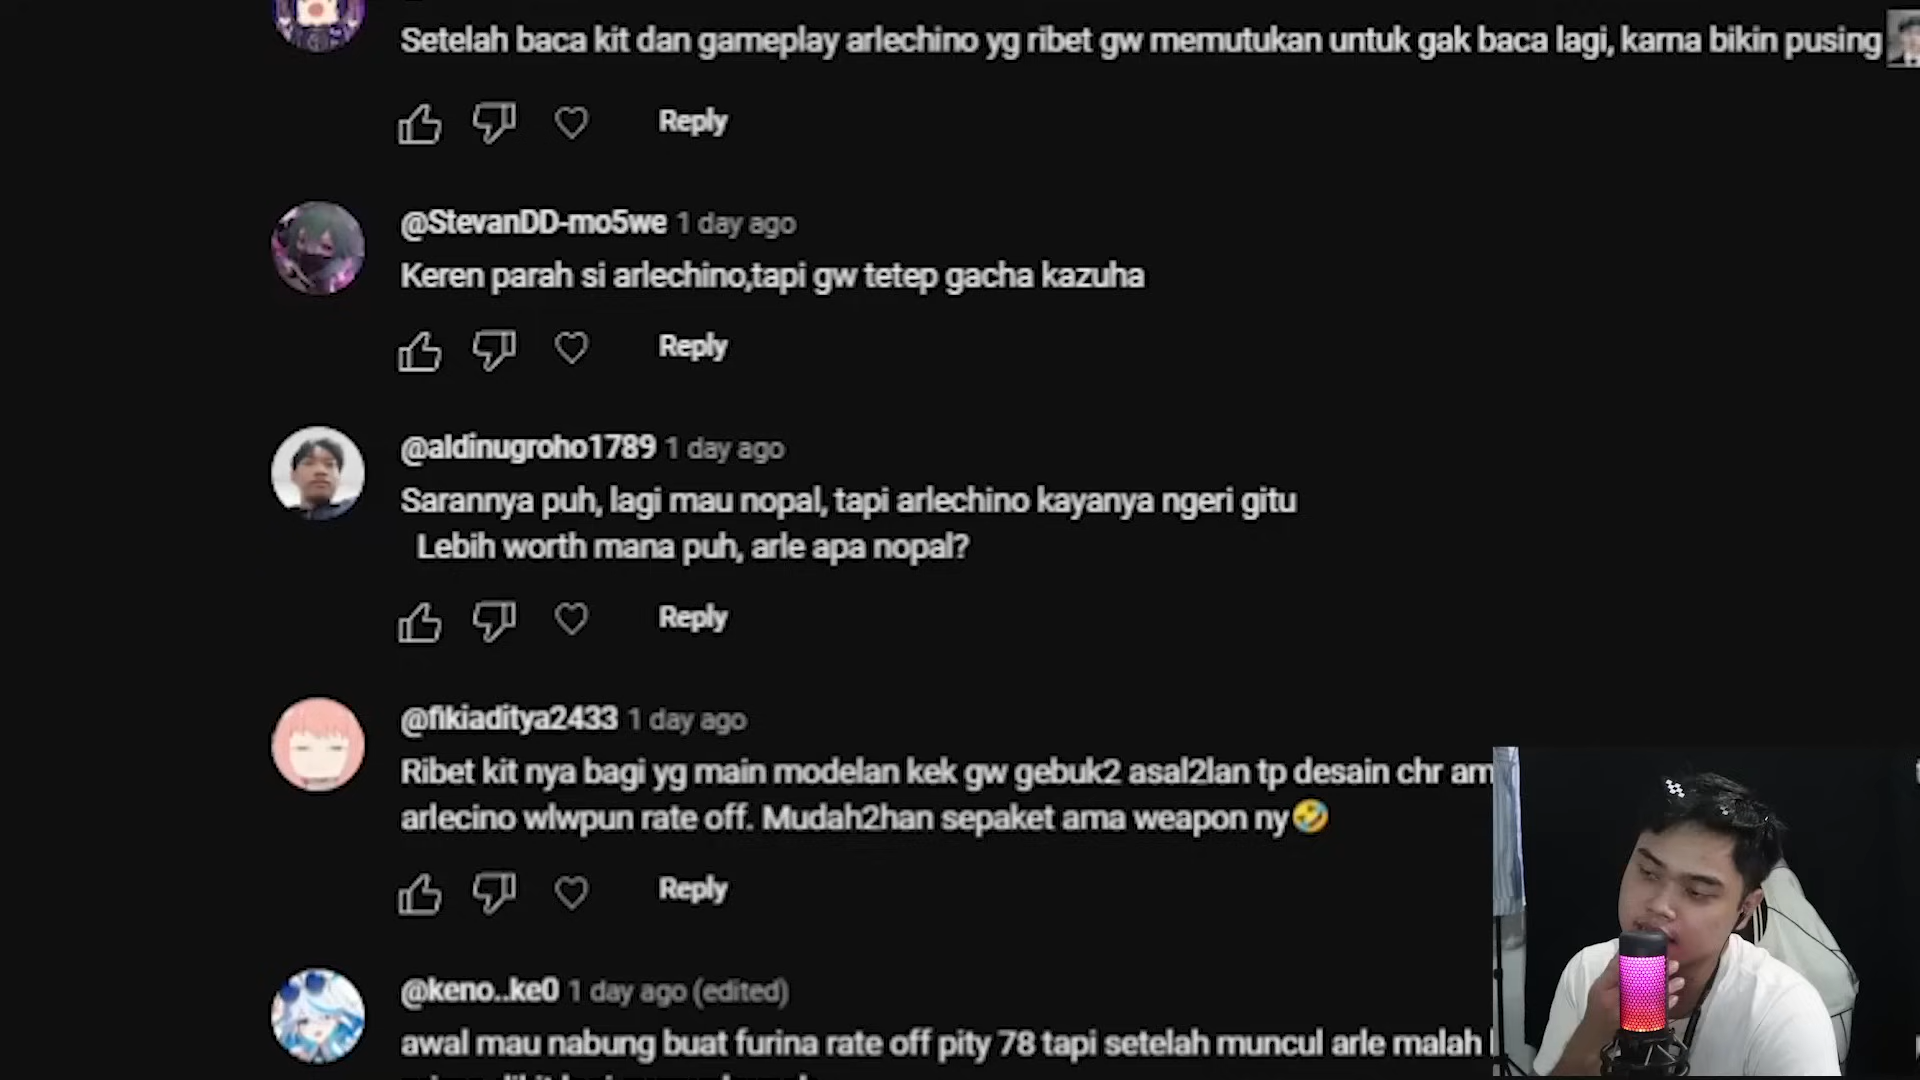 Setelah baca kit dan gameplay arlechino yg ribet gw memutukan untuk gak baca lagi, karna bikin pusing
Reply
@StevanDD-mo5we 1 day ago
Keren parah si arlechino,tapi gw tetep gacha kazuha
Reply
@aldinugroho1789 1 day ago
Sarannya puh, lagi mau nopal, tapi arlechino kayanya ngeri gitu
Lebih worth mana puh, arle apa nopal?
Reply
@fikiaditya2433 1 day ago
Ribet kit nya bagi yg main modelan kek gw gebuk2 asal2lan tp desain chr am
arlecino wlwpun rate off. Mudah2han sepaket ama weapon ny🤣
Reply
@keno..ke0 1 day ago (edited)
awal mau nabung buat furina rate off pity 78 tapi setelah muncul arle malah